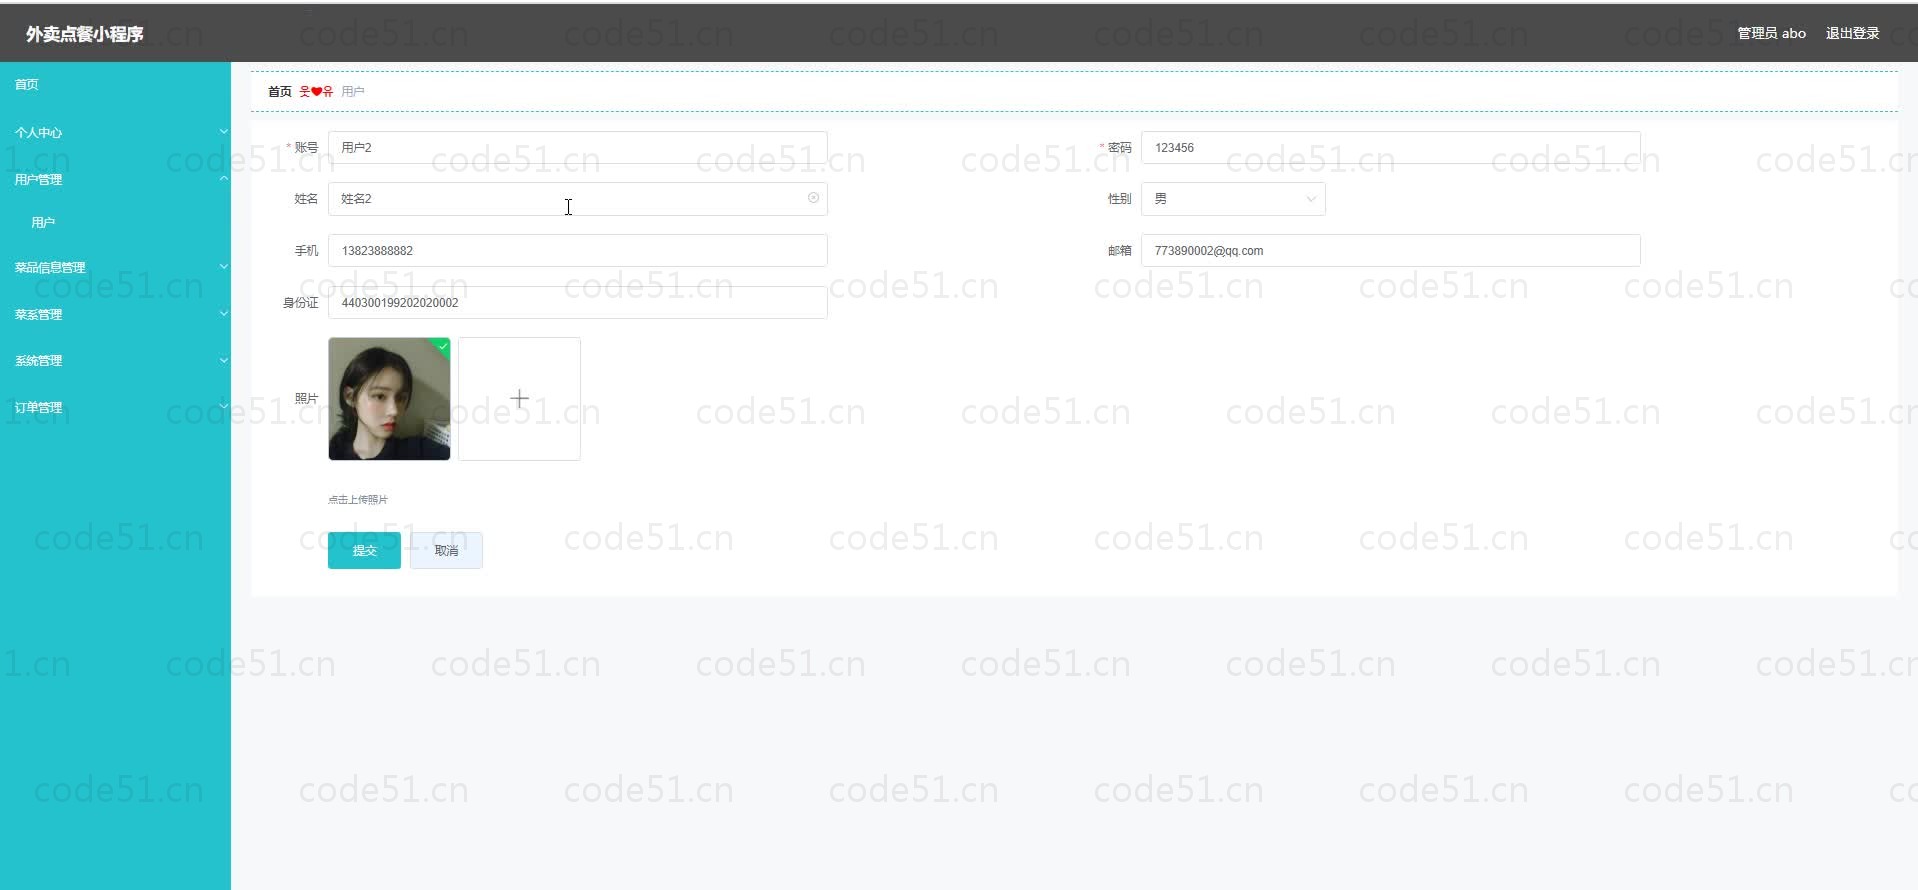 外卖点餐小程序
管理员 abo 退出登录
首页
个人中心
用户管理
用户
菜品信息管理
菜系管理
系统管理
订单管理
首页 웃❤유 用户
* 账号 用户2
* 密码 123456
姓名 姓名2
性别 男
手机 13823888882
邮箱 773890002@qq.com
身份证 440300199202020002
照片
点击上传照片
提交 取消
code51.cn